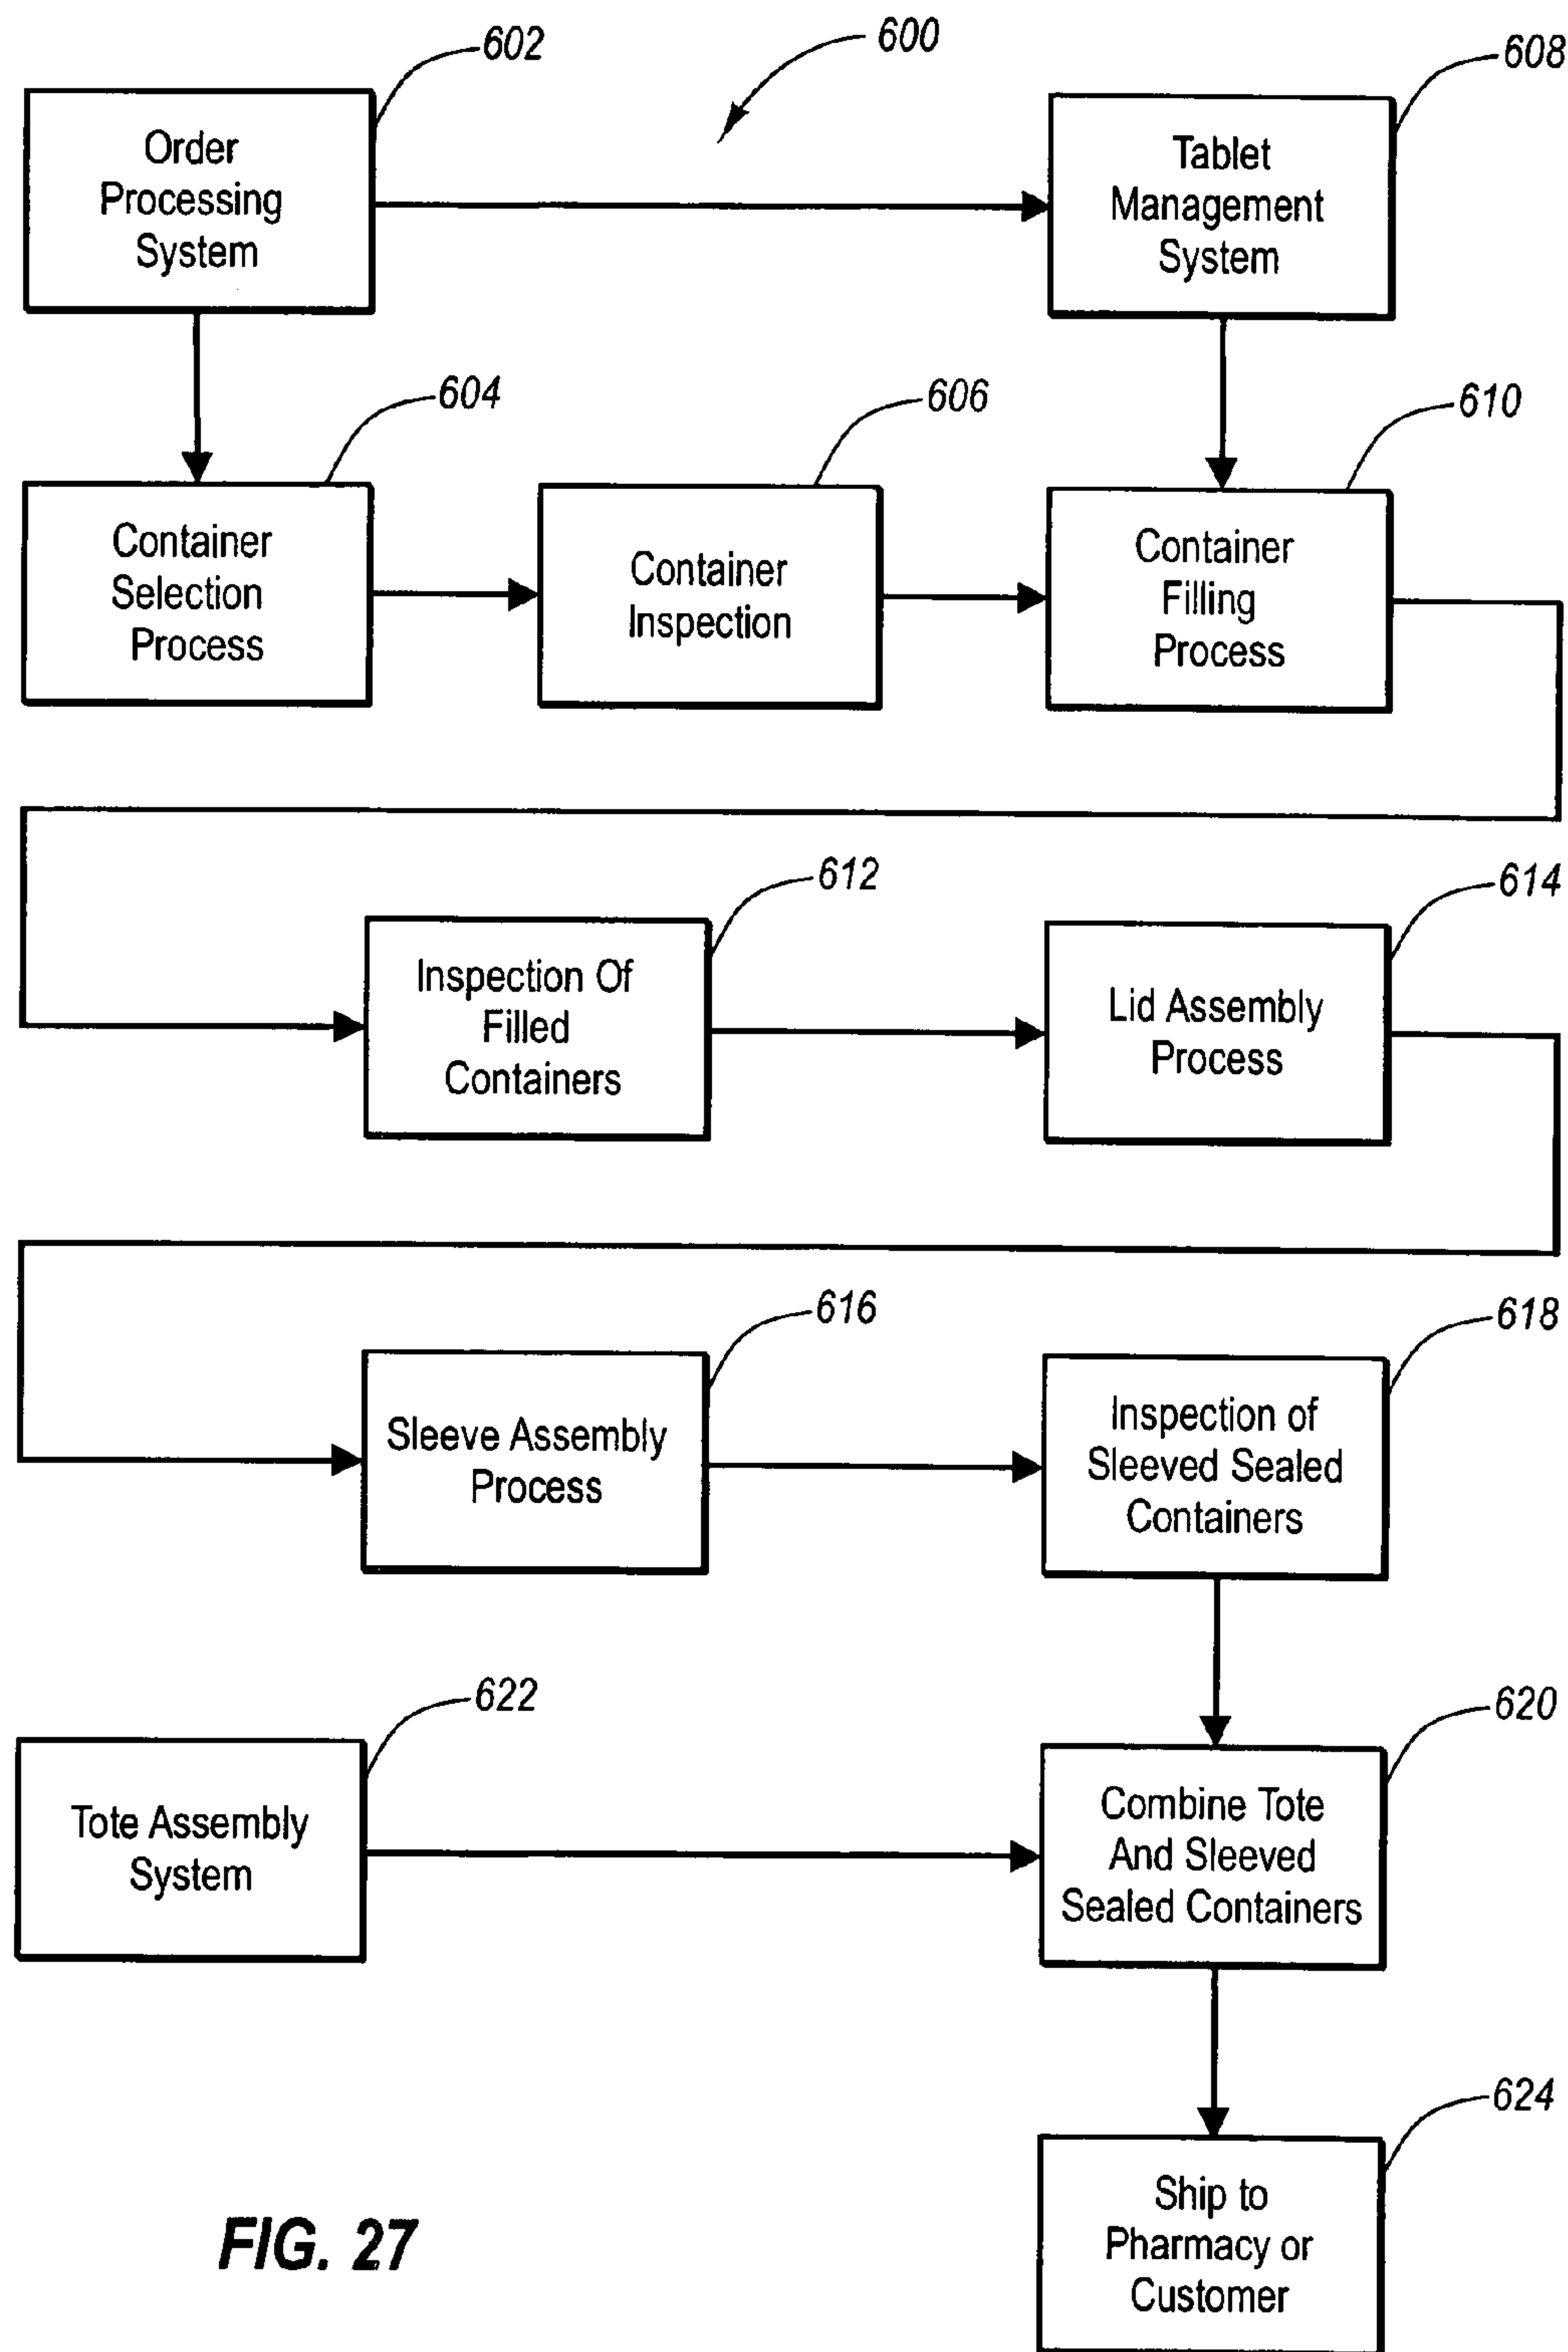 602
600
608
Order
Processing
System
Tablet
Management
System
604
606
610
Container
Selection
Process
Container
Inspection
Container
Filling
Process
612
614
Inspection Of
Filled
Containers
Lid Assembly
Process
616
618
Sleeve Assembly
Process
Inspection of
Sleeved Sealed
Containers
622
620
Tote Assembly
System
Combine Tote
And Sleeved
Sealed Containers
624
Ship to
Pharmacy or
Customer
FIG. 27